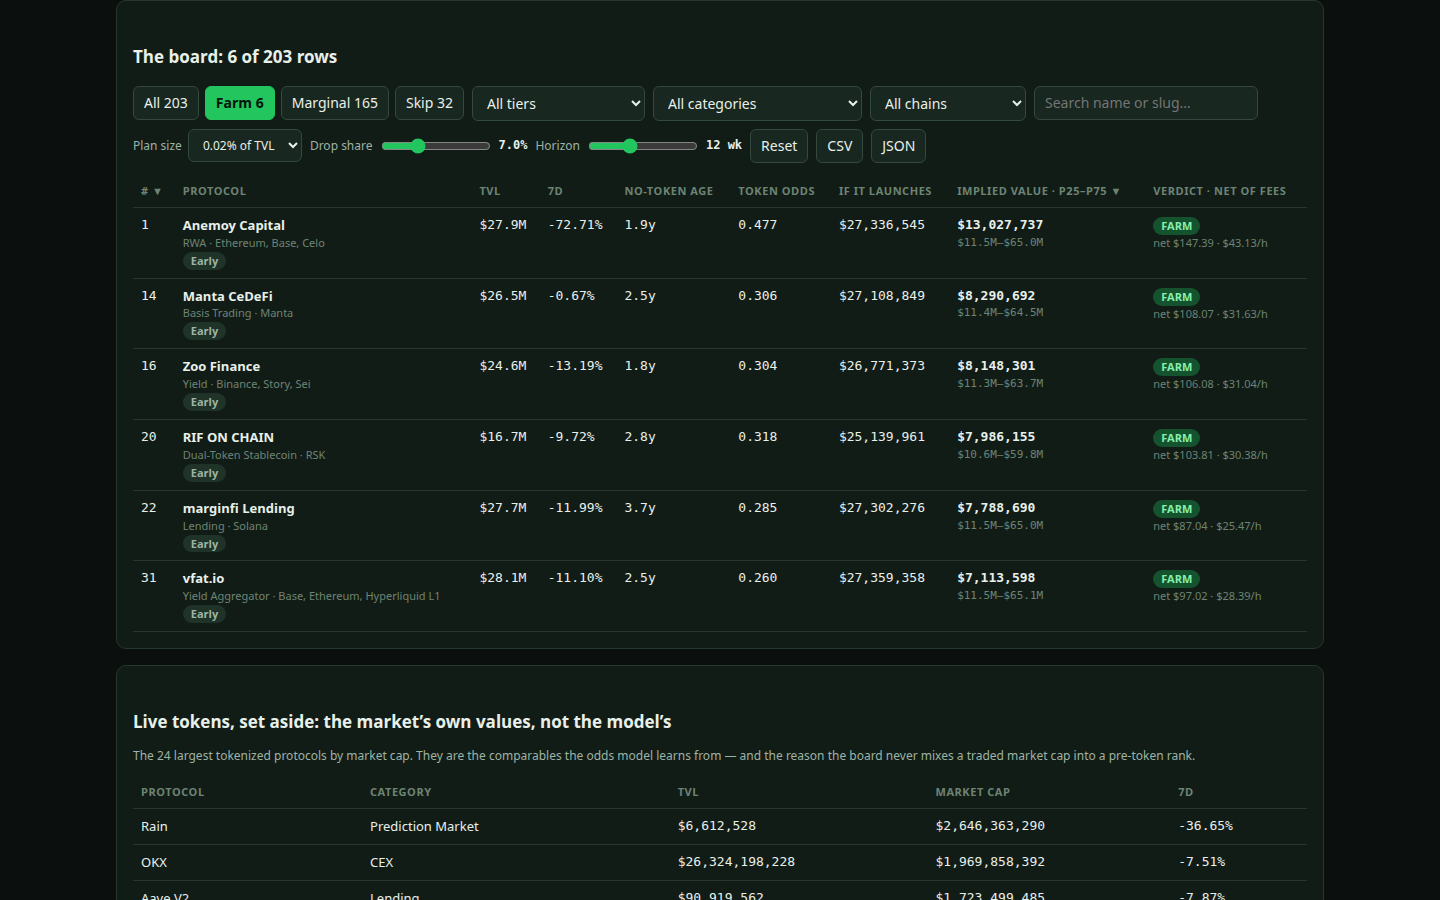 The board: 6 of 203 rows
All 203 Farm 6 Marginal 165 Skip 32 All tiers All categories All chains Search name or slug...
Plan size 0.02% of TVL Drop share 7.0% Horizon 12 wk Reset CSV JSON
# ▼ PROTOCOL TVL 7D NO-TOKEN AGE TOKEN ODDS IF IT LAUNCHES IMPLIED VALUE · P25–P75 ▼ VERDICT · NET OF FEES
1 Anemoy Capital $27.9M -72.71% 1.9y 0.477 $27,336,545 $13,027,737 FARM
RWA · Ethereum, Base, Celo $11.5M–$65.0M net $147.39 · $43.13/h
Early
14 Manta CeDeFi $26.5M -0.67% 2.5y 0.306 $27,108,849 $8,290,692 FARM
Basis Trading · Manta $11.4M–$64.5M net $108.07 · $31.63/h
Early
16 Zoo Finance $24.6M -13.19% 1.8y 0.304 $26,771,373 $8,148,301 FARM
Yield · Binance, Story, Sei $11.3M–$63.7M net $106.08 · $31.04/h
Early
20 RIF ON CHAIN $16.7M -9.72% 2.8y 0.318 $25,139,961 $7,986,155 FARM
Dual-Token Stablecoin · RSK $10.6M–$59.8M net $103.81 · $30.38/h
Early
22 marginfi Lending $27.7M -11.99% 3.7y 0.285 $27,302,276 $7,788,690 FARM
Lending · Solana $11.5M–$65.0M net $87.04 · $25.47/h
Early
31 vfat.io $28.1M -11.10% 2.5y 0.260 $27,359,358 $7,113,598 FARM
Yield Aggregator · Base, Ethereum, Hyperliquid L1 $11.5M–$65.1M net $97.02 · $28.39/h
Early
Live tokens, set aside: the market's own values, not the model's
The 24 largest tokenized protocols by market cap. They are the comparables the odds model learns from — and the reason the board never mixes a traded market cap into a pre-token rank.
PROTOCOL CATEGORY TVL MARKET CAP 7D
Rain Prediction Market $6,612,528 $2,646,363,290 -36.65%
OKX CEX $26,324,198,228 $1,969,858,392 -7.51%
Aave V2 Lending $90,919,562 $1,723,499,485 -7.87%